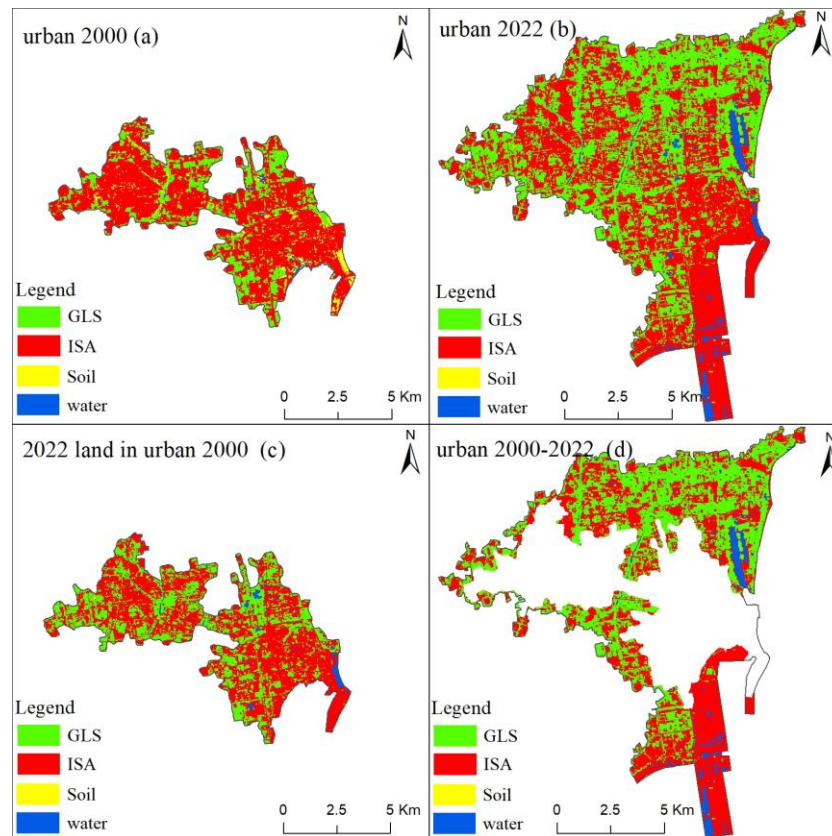 urban 2000 (a)
N
Legend
GLS
ISA
Soil
water
0 2.5 5 Km
urban 2022 (b)
N
Legend
GLS
ISA
Soil
water
0 2.5 5 Km
2022 land in urban 2000 (c)
N
Legend
GLS
ISA
Soil
water
0 2.5 5 Km
urban 2000-2022 (d)
N
Legend
GLS
ISA
Soil
water
0 2.5 5 Km